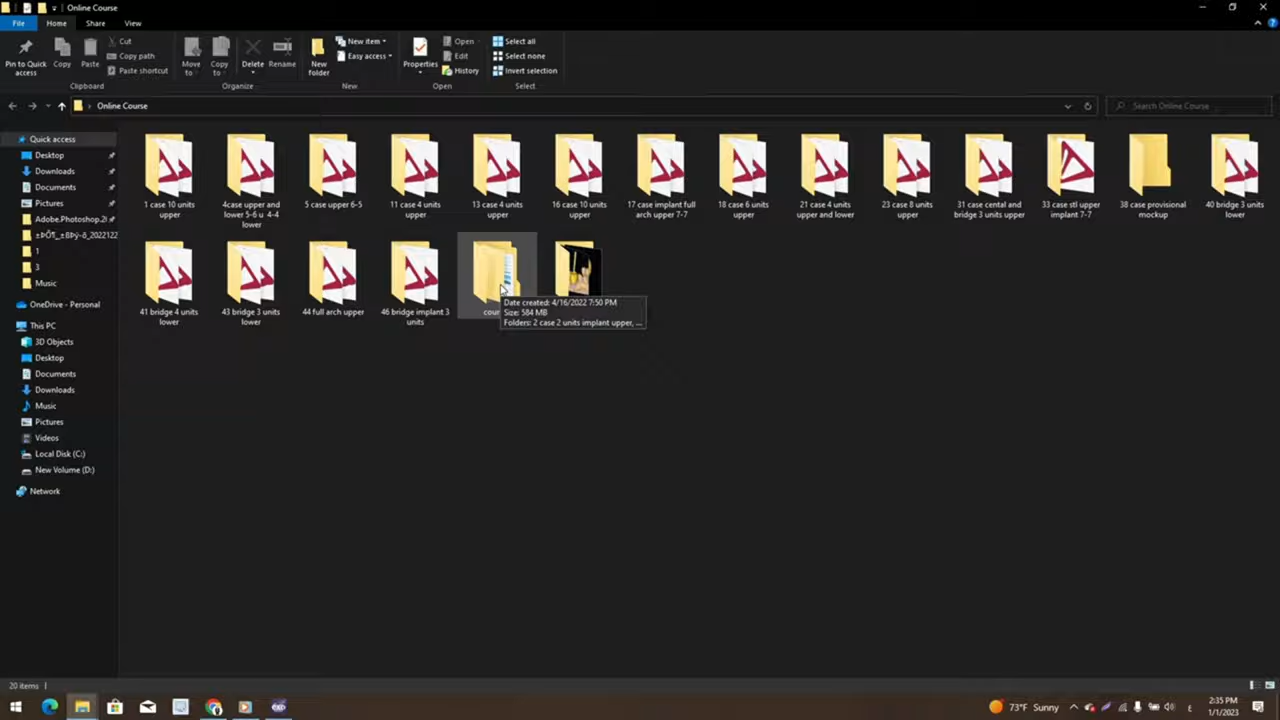 Online Course
File Home Share View
Pin to Quick access
Copy
Paste
Cut
Copy path
Paste shortcut
Clipboard
Move to
Copy to
Delete
Rename
Organize
New folder
New item
Easy access
New
Properties
Open
Edit
History
Open
Select all
Select none
Invert selection
Select
Online Course
Search Online Course
Quick access
Desktop
Downloads
Documents
Pictures
Adobe.Photoshop.2(
1
3
Music
OneDrive - Personal
This PC
3D Objects
Desktop
Documents
Downloads
Music
Pictures
Videos
Local Disk (C:)
New Volume (D:)
Network
1 case 10 units upper
4case upper and lower 5-6 u 4-4 lower
5 case upper 6-5
11 case 4 units upper
13 case 4 units upper
16 case 10 units upper
17 case implant full arch upper 7-7
18 case 6 units upper
21 case 4 units upper and lower
23 case 8 units upper
31 case cental and bridge 3 units upper
33 case stl upper implant 7-7
38 case provisional mockup
40 bridge 3 units lower
41 bridge 4 units lower
43 bridge 3 units lower
44 full arch upper
46 bridge implant 3 units
cour
Date created: 4/16/2022 7:50 PM
Size: 584 MB
Folders: 2 case 2 units implant upper, ...
20 items
73°F Sunny
2:35 PM
1/1/2023